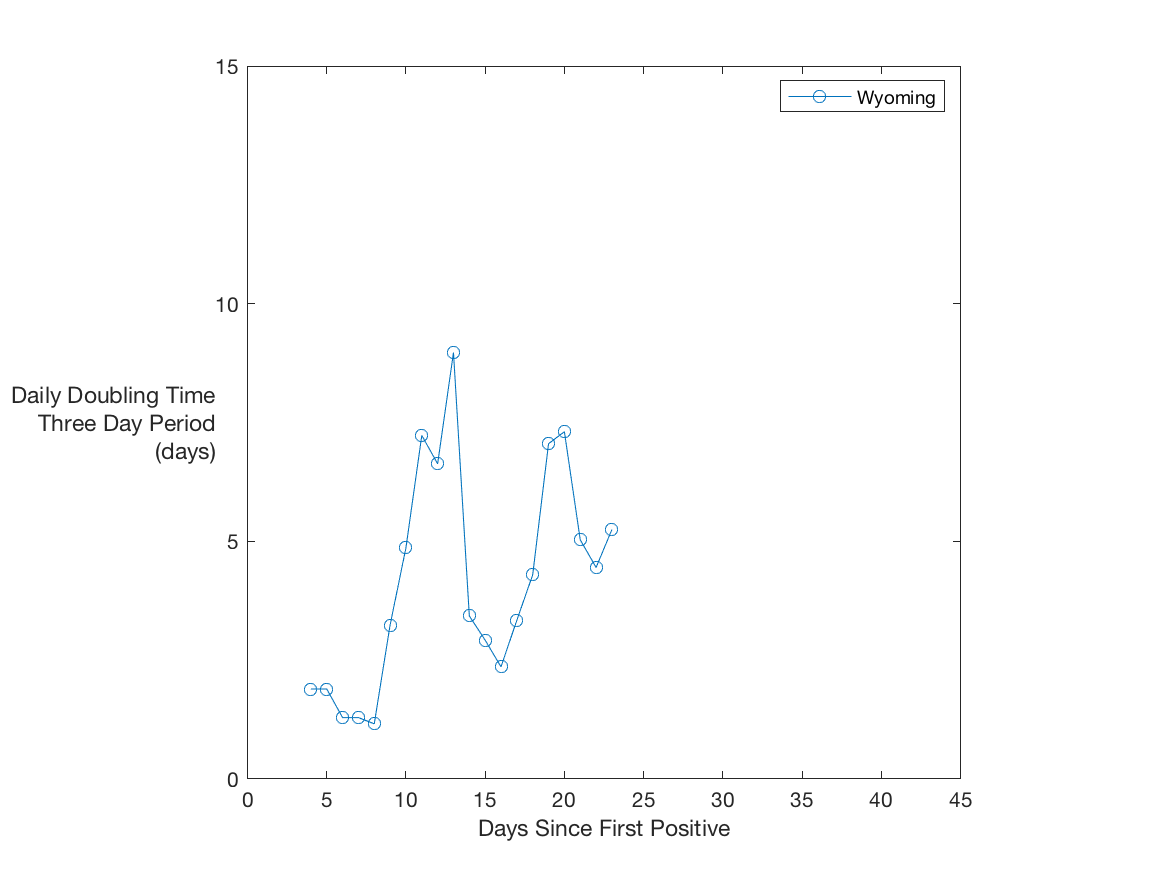 15
Wyoming
10
Daily Doubling Time
Three Day Period
(days)
5
0
0 5 10 15 20 25 30 35 40 45
Days Since First Positive